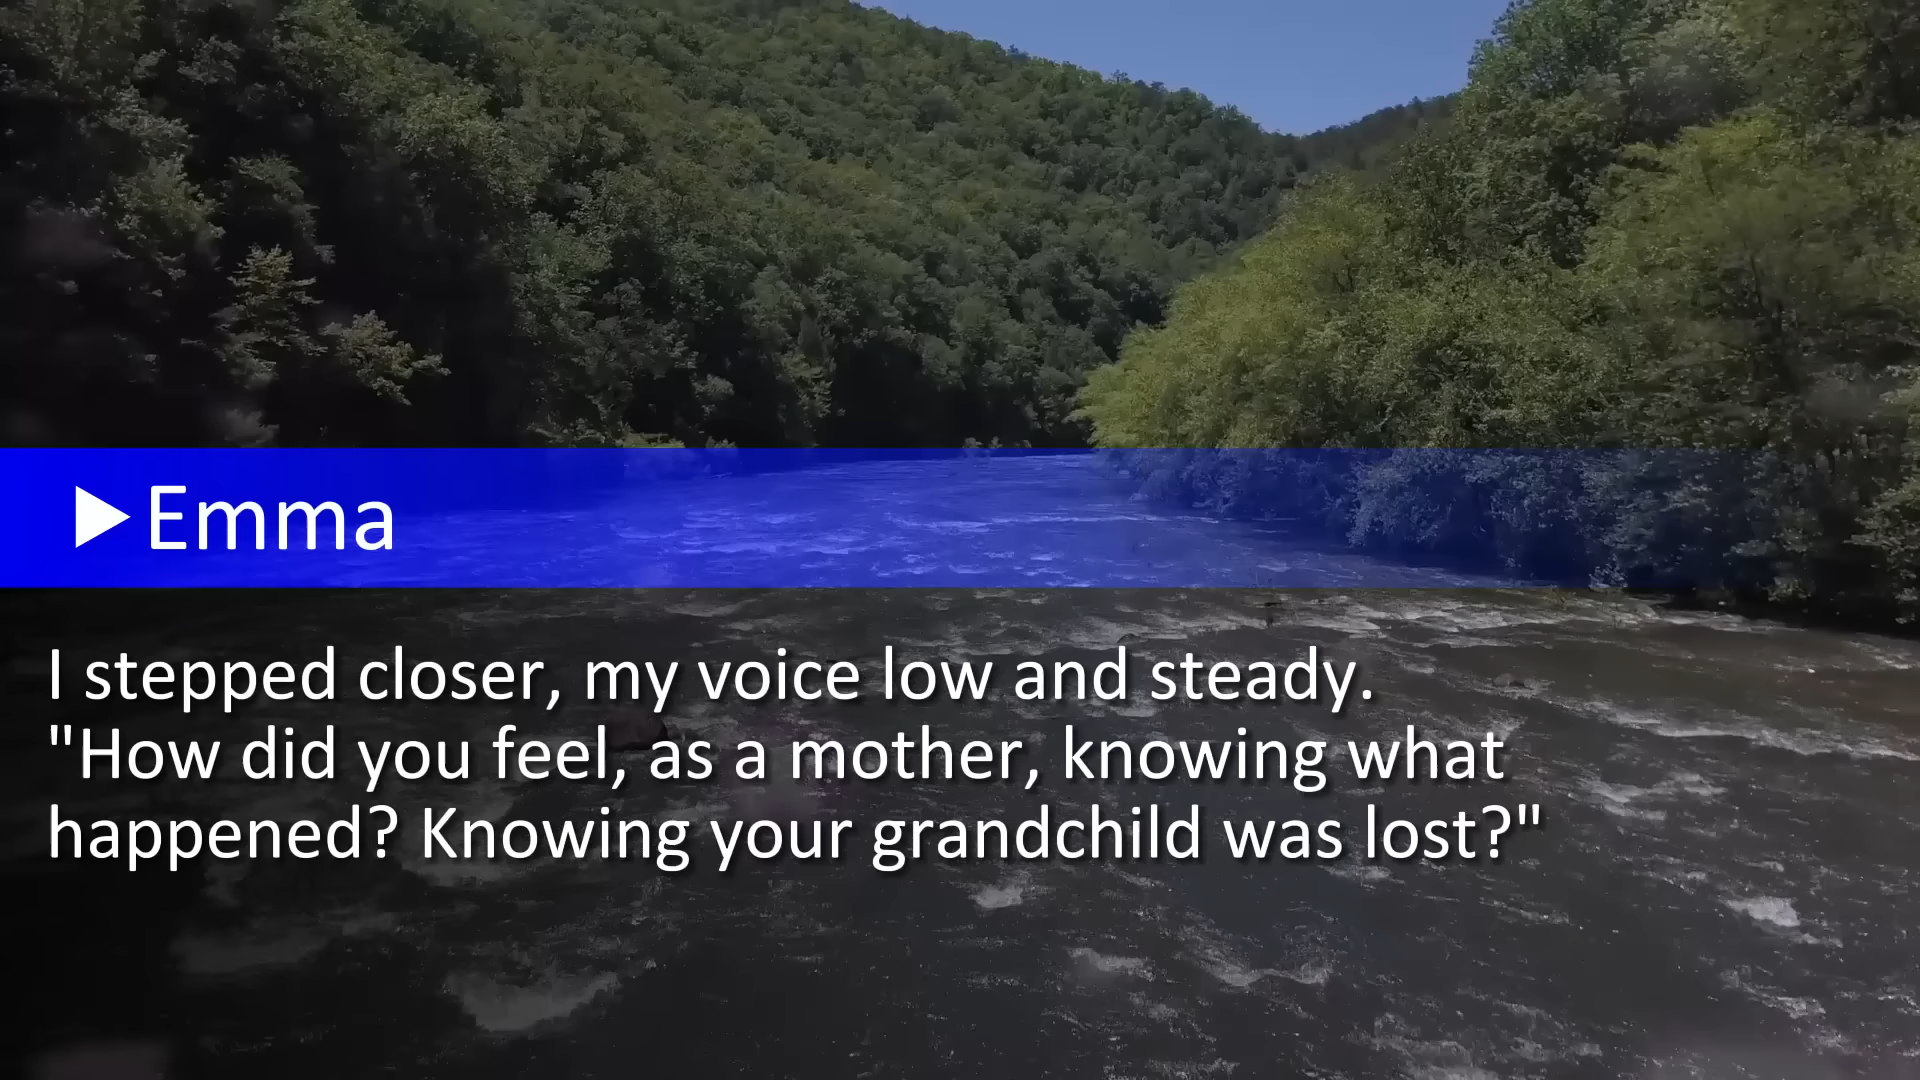 Emma
I stepped closer, my voice low and steady.
"How did you feel, as a mother, knowing what
happened? Knowing your grandchild was lost?"